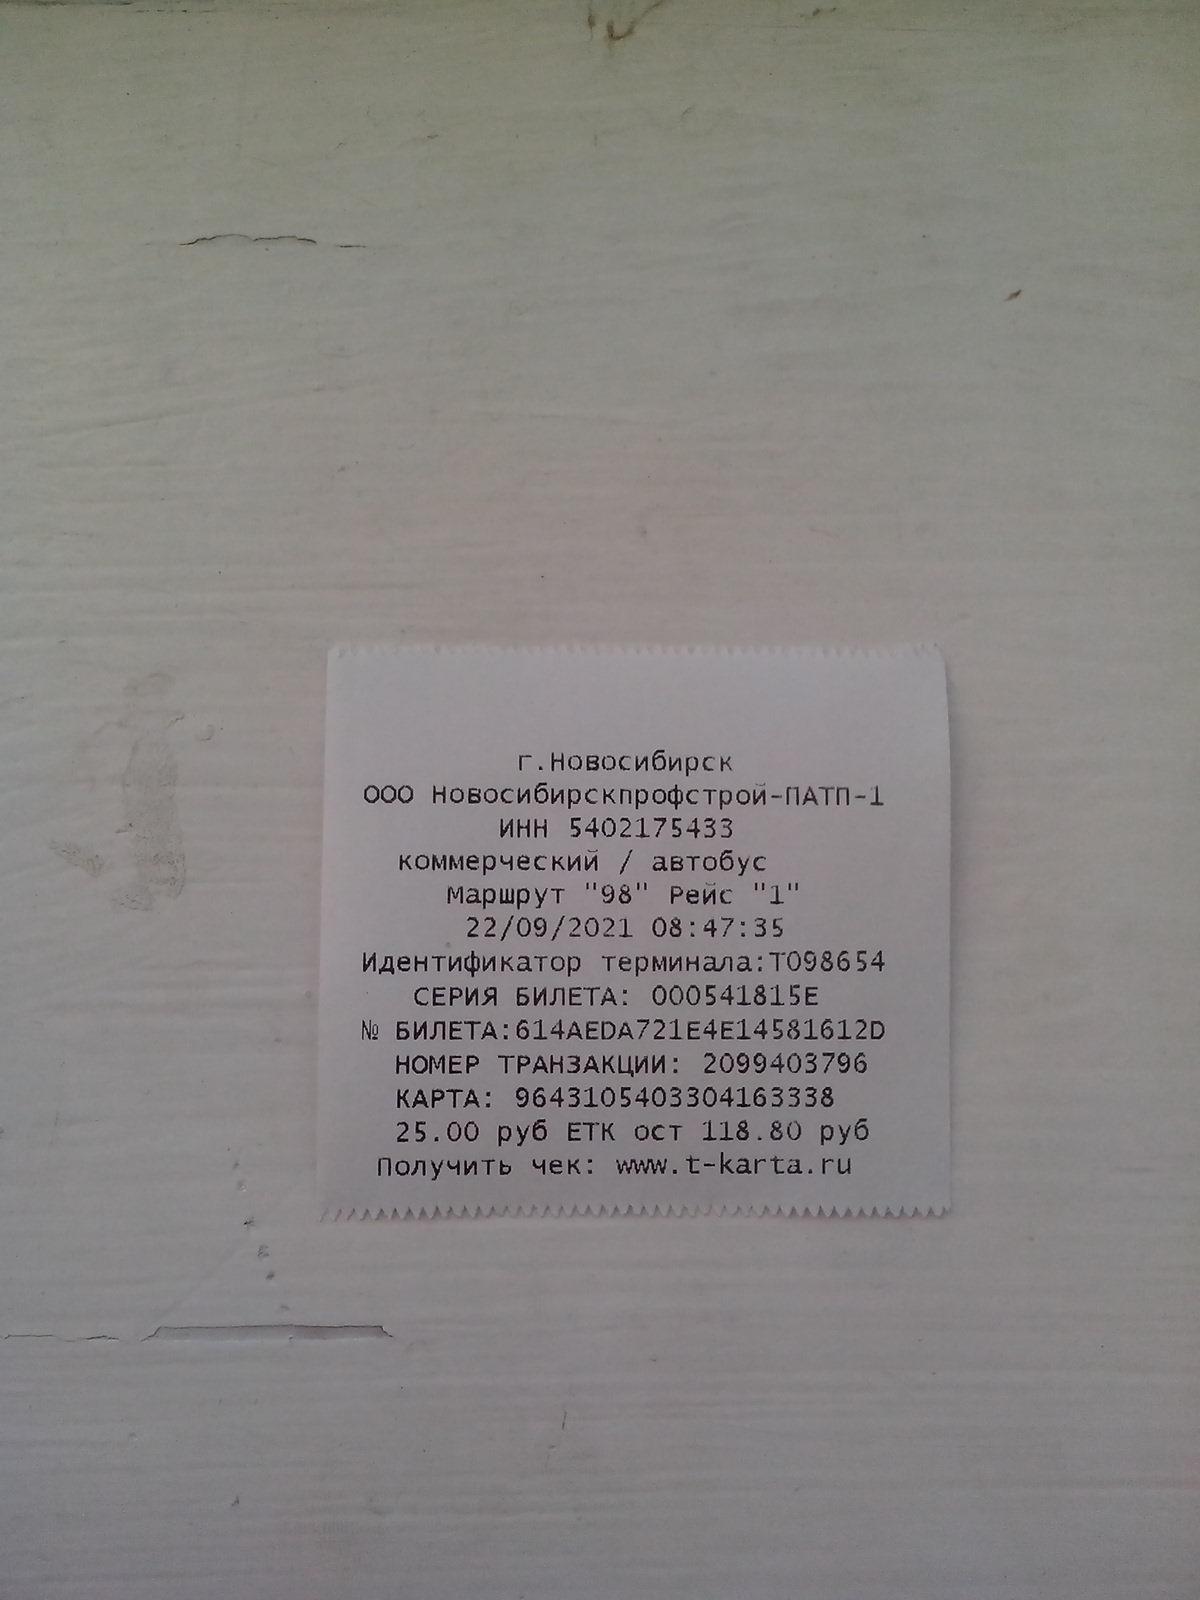 г.Новосибирск
ООО Новосибирскпрофстрой-ПАТП-1
ИНН 5402175433
коммерческий / автобус
Маршрут "98" Рейс "1"
22/09/2021 08:47:35
Идентификатор терминала:T098654
СЕРИЯ БИЛЕТА: 000541815E
№ БИЛЕТА:614AEDA721E4E14581612D
НОМЕР ТРАНЗАКЦИИ: 2099403796
КАРТА: 9643105403304163338
25.00 руб ЕТК ост 118.80 руб
Получить чек: www.t-karta.ru